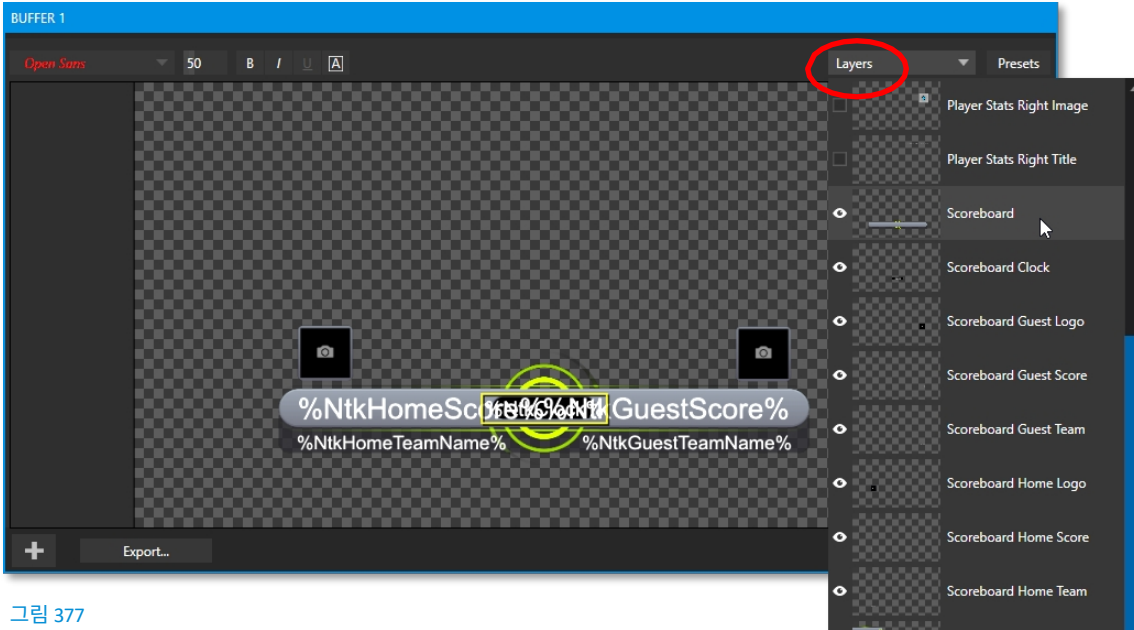 BUFFER 1
Open Sans 50 B I U A Layers Presets
Player Stats Right Image
Player Stats Right Title
Scoreboard
Scoreboard Clock
Scoreboard Guest Logo
Scoreboard Guest Score
Scoreboard Guest Team
Scoreboard Home Logo
Scoreboard Home Score
Scoreboard Home Team
%NtkHomeScore% GuestScore%
%NtkHomeTeamName% %NtkGuestTeamName%
Export...
그림 377